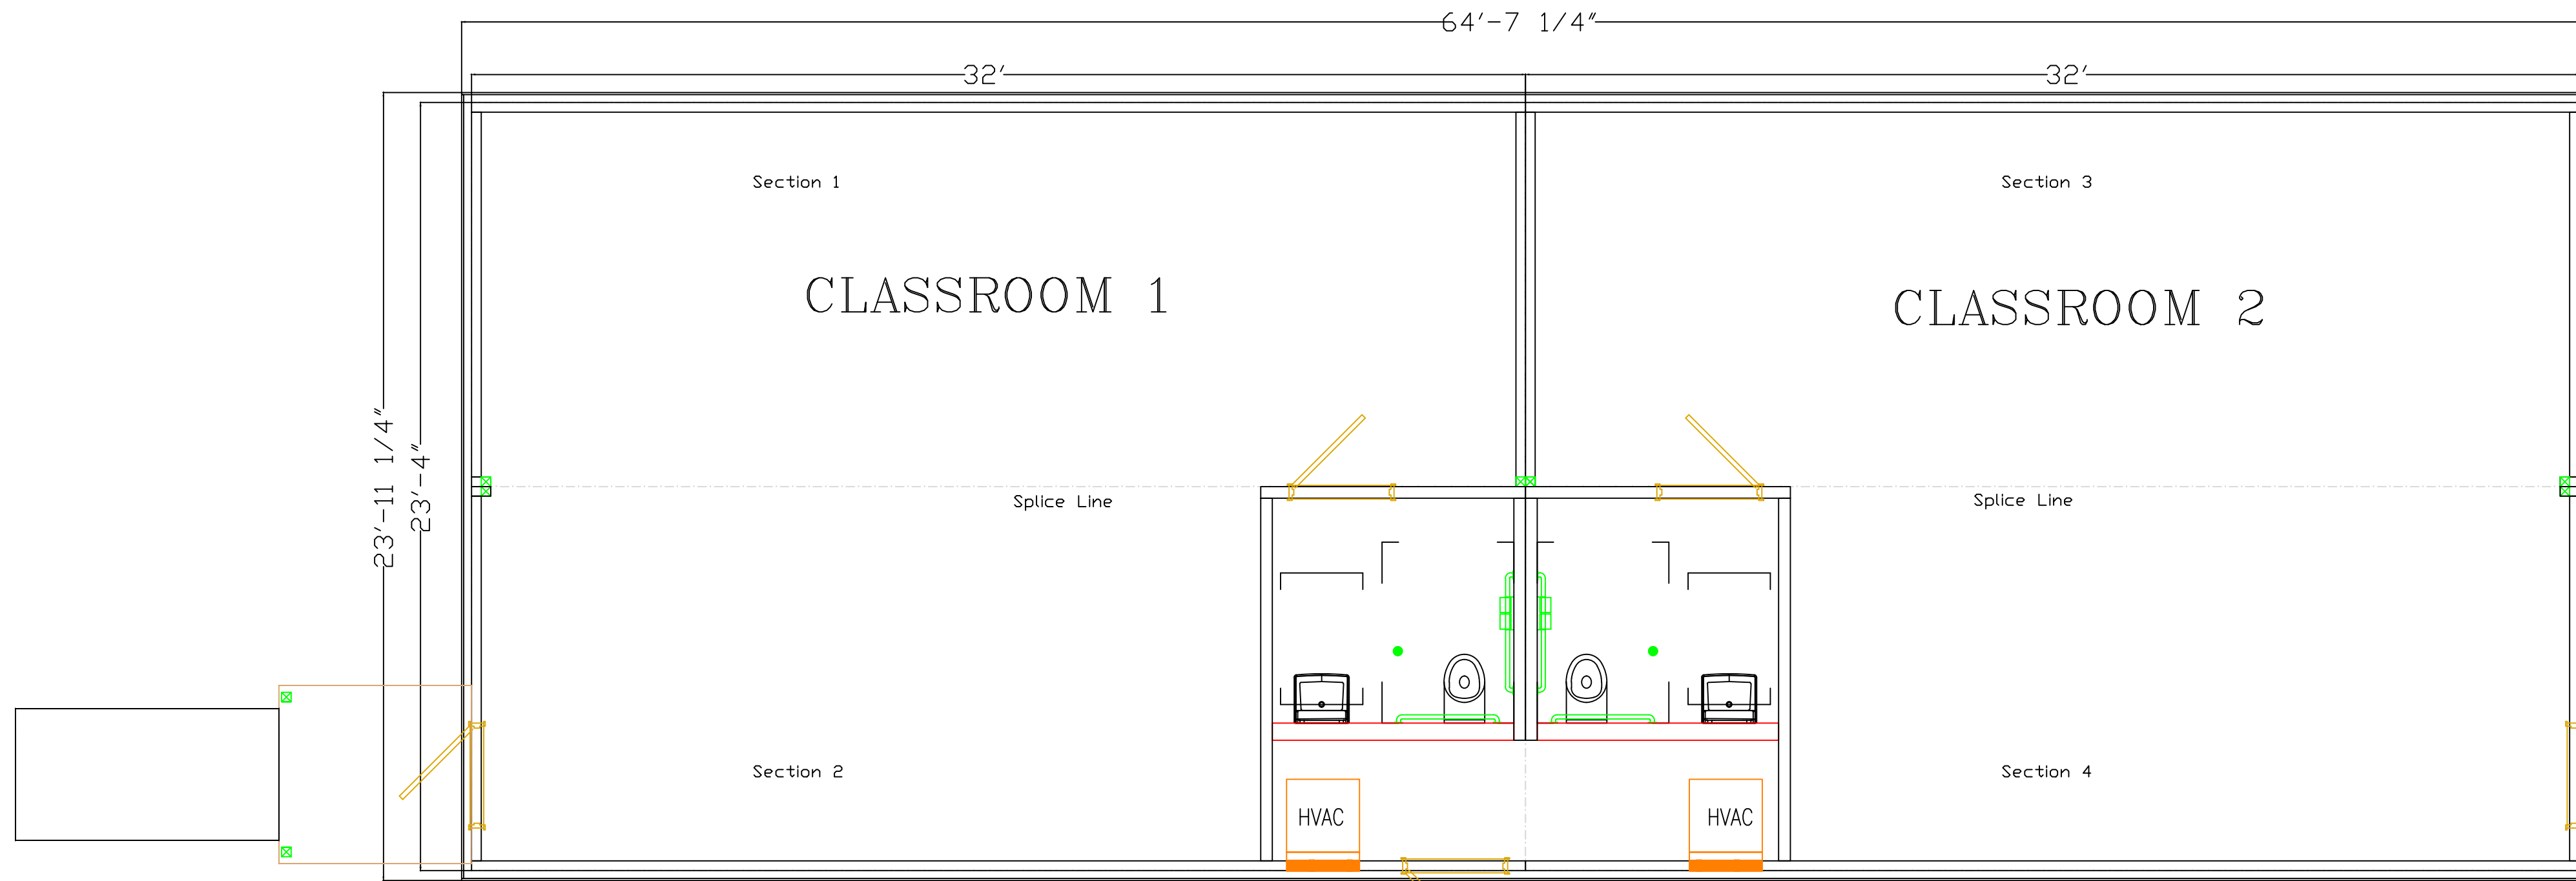 64'-7 1/4"
32'
32'
Section 1
Section 3
CLASSROOM 1
CLASSROOM 2
23'-11 1/4"
23'-4"
Splice Line
Splice Line
Section 2
Section 4
HVAC
HVAC